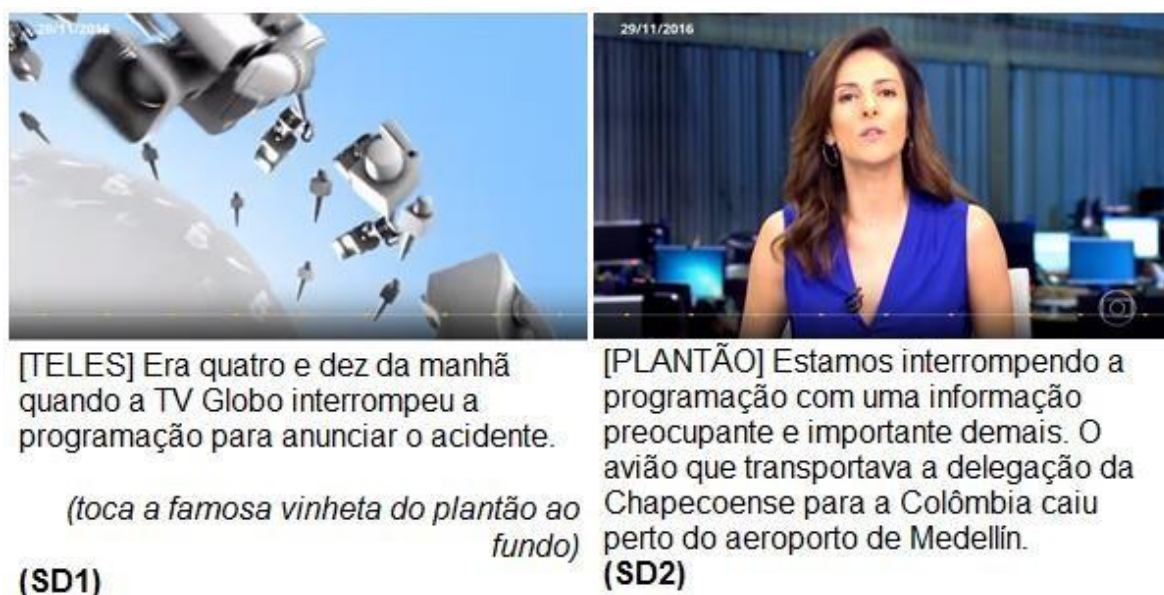 29/11/2016
[TELES] Era quatro e dez da manhã
quando a TV Globo interrompeu a
programação para anunciar o acidente.
(toca a famosa vinheta do plantão ao
fundo)
(SD1)
29/11/2016
[PLANTÃO] Estamos interrompendo a
programação com uma informação
preocupante e importante demais. O
avião que transportava a delegação da
Chapecoense para a Colômbia caiu
perto do aeroporto de Medellín.
(SD2)